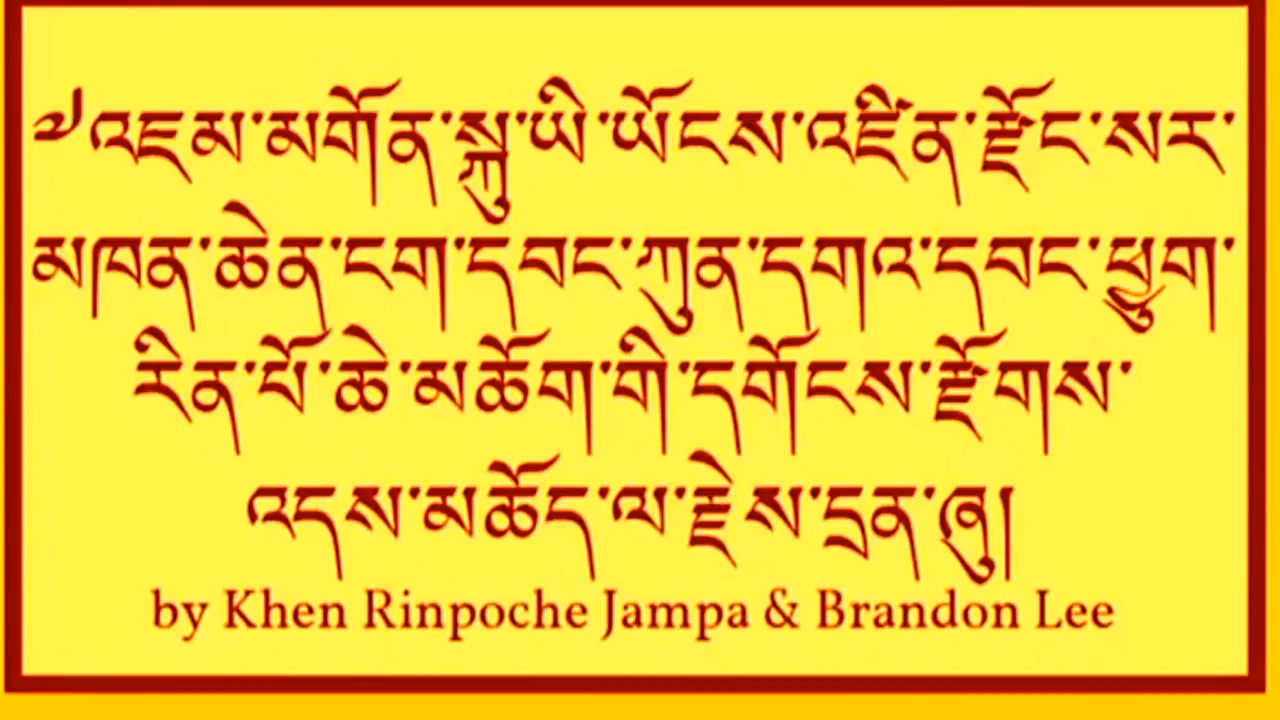 ༧འཇམ་མགོན་སྐུ་ཡི་ཡོངས་འཛིན་རྫོང་སར་
མཁན་ཆེན་ངག་དབང་ཀུན་དགའ་དབང་ཕྱུག་
རིན་པོ་ཆེ་མཆོག་གི་དགོངས་རྫོགས་
འདས་མཆོད་ལ་རྗེས་དྲན་ཞུ།
by Khen Rinpoche Jampa & Brandon Lee